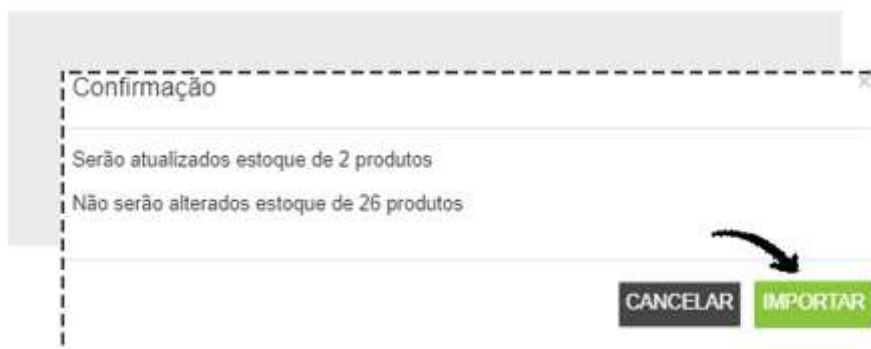 Confirmação
×
Serão atualizados estoque de 2 produtos
Não serão alterados estoque de 26 produtos
CANCELAR IMPORTAR